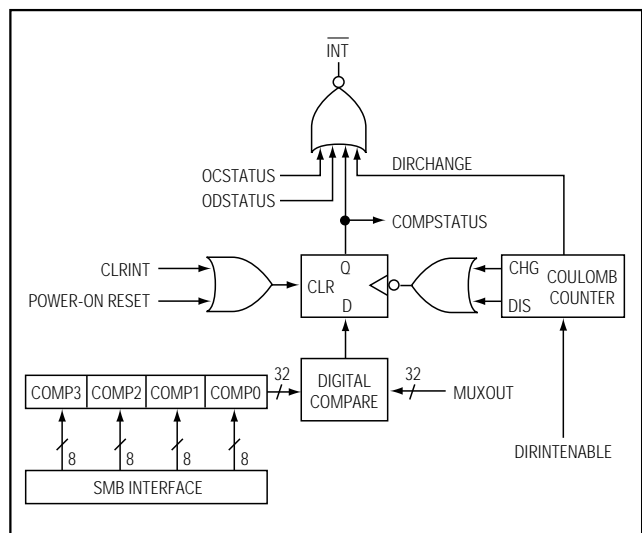 INT
DIRCHANGE
OCSTATUS
ODSTATUS
COMPSTATUS
CLRINT
POWER-ON RESET
Q
CLR
D
CHG
DIS
COULOMB
COUNTER
COMP3 COMP2 COMP1 COMP0
32
DIGITAL
COMPARE
32
MUXOUT
DIRINTENABLE
8 8 8 8
SMB INTERFACE